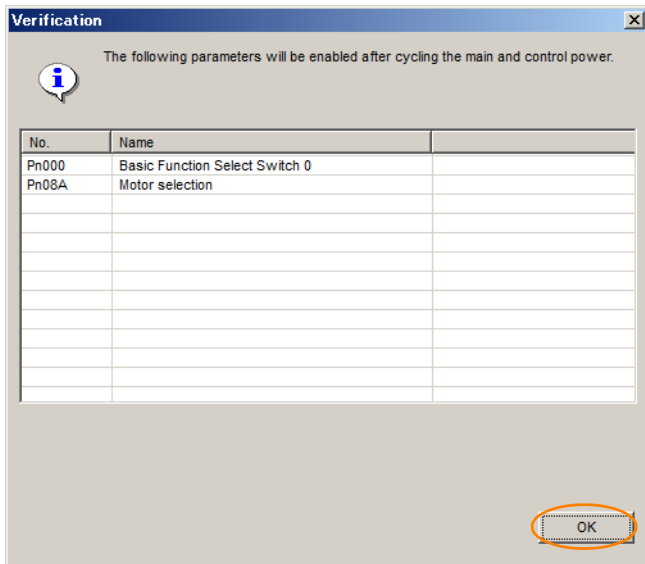 Verification
The following parameters will be enabled after cycling the main and control power.
No. Name
Pn000 Basic Function Select Switch 0
Pn08A Motor selection
OK